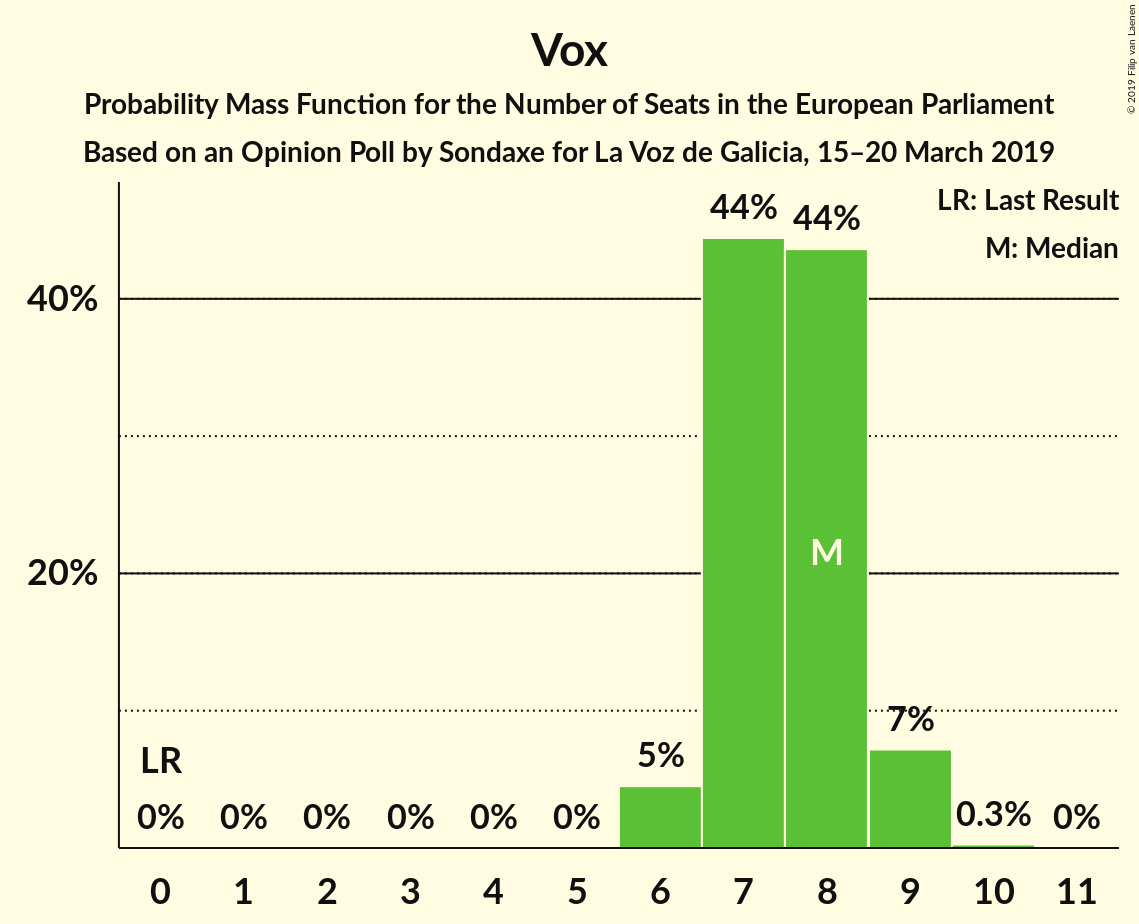 Vox
Probability Mass Function for the Number of Seats in the European Parliament
Based on an Opinion Poll by Sondaxe for La Voz de Galicia, 15–20 March 2019
© 2019 Filip van Laenen
LR: Last Result
M: Median
44%
44%
40%
20%
M
7%
5%
LR
0%
0%
0%
0%
0%
0%
0.3%
0%
0 1 2 3 4 5 6 7 8 9 10 11